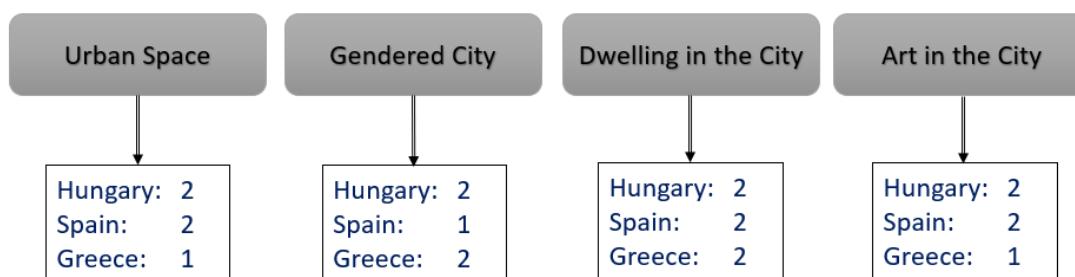 Urban Space
Gendered City
Dwelling in the City
Art in the City
Hungary: 2
Spain: 2
Greece: 1
Hungary: 2
Spain: 1
Greece: 2
Hungary: 2
Spain: 2
Greece: 2
Hungary: 2
Spain: 2
Greece: 1